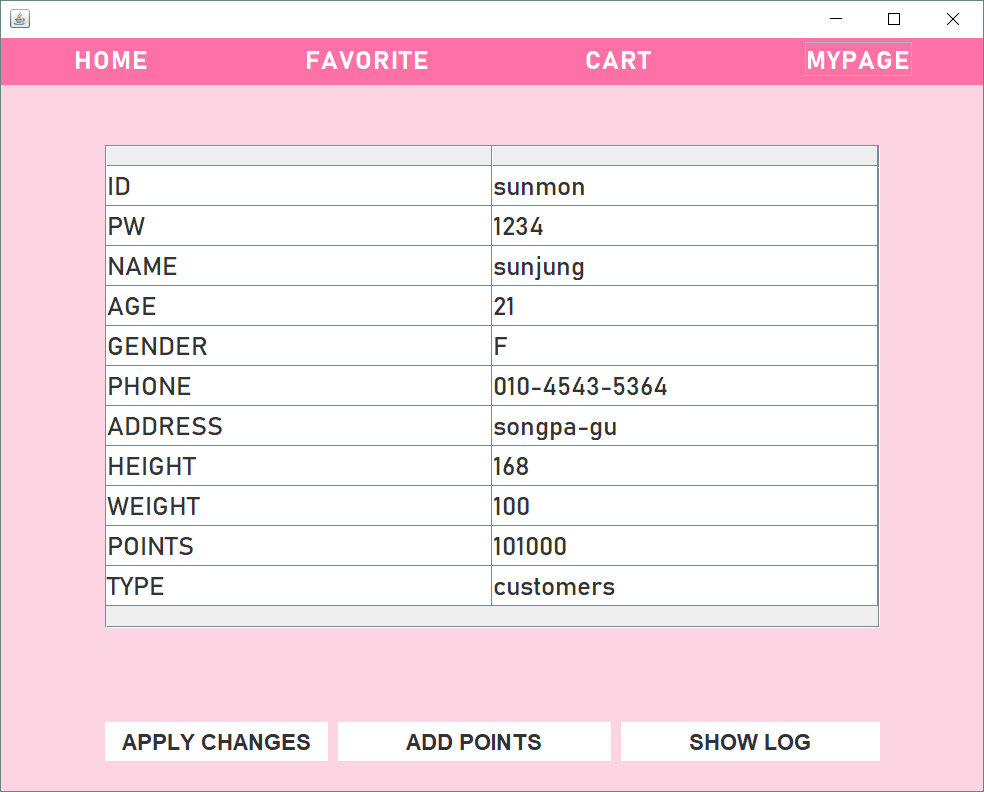 HOME FAVORITE CART MYPAGE
ID sunmon
PW 1234
NAME sunjung
AGE 21
GENDER F
PHONE 010-4543-5364
ADDRESS songpa-gu
HEIGHT 168
WEIGHT 100
POINTS 101000
TYPE customers
APPLY CHANGES ADD POINTS SHOW LOG